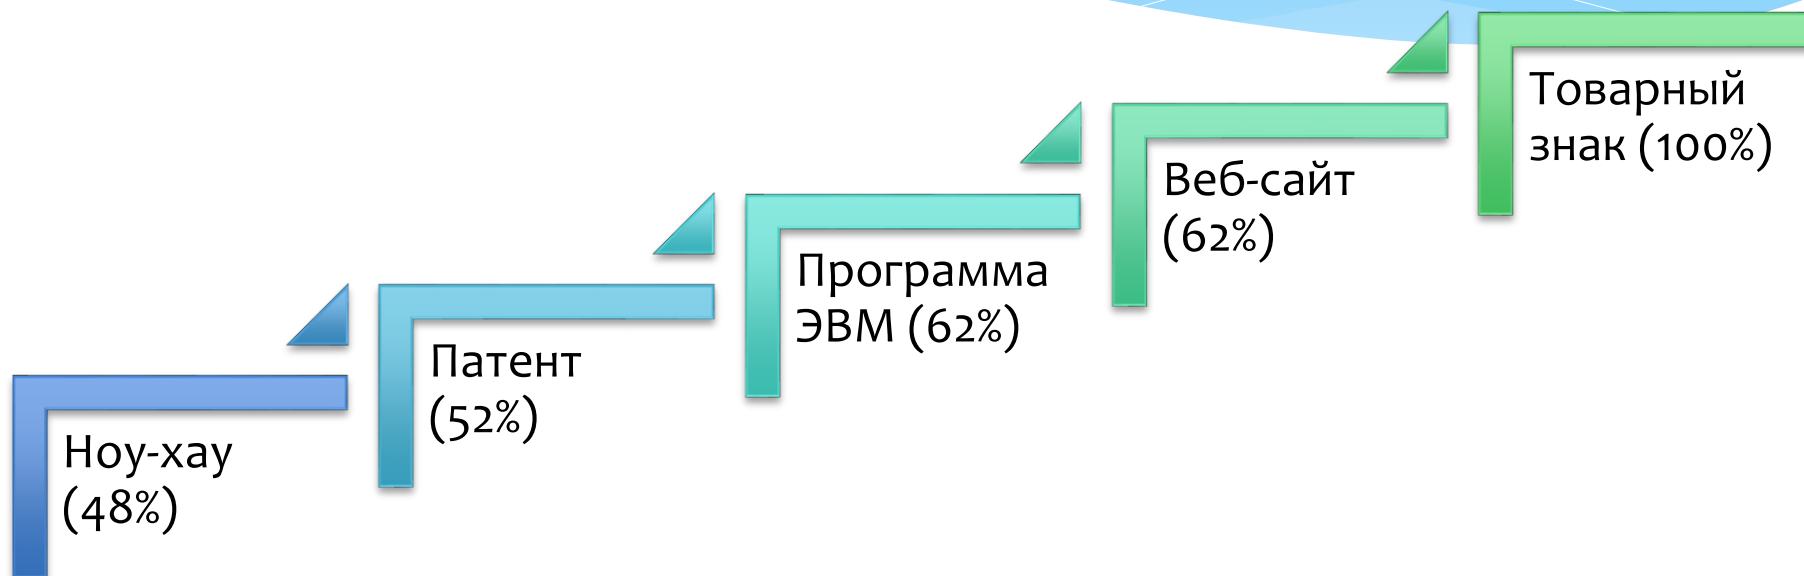 Ноу-хау
(48%)
Патент
(52%)
Программа
ЭВМ (62%)
Веб-сайт
(62%)
Товарный
знак (100%)